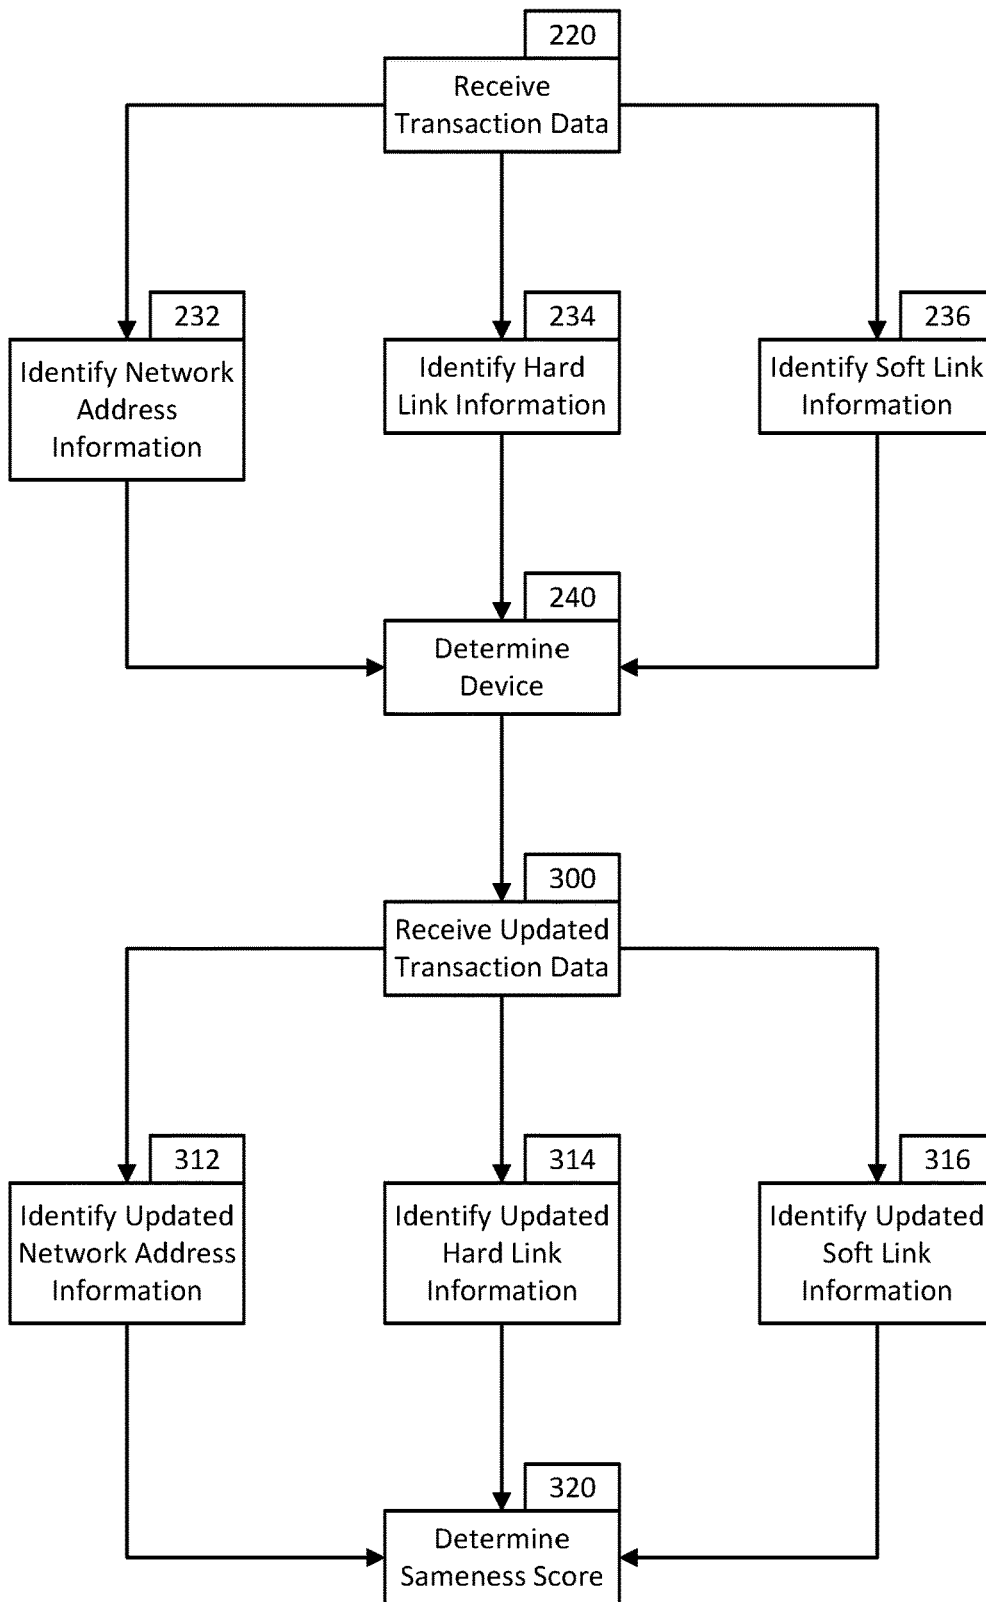 220
Receive
Transaction Data
232
Identify Network
Address
Information
234
Identify Hard
Link Information
236
Identify Soft Link
Information
240
Determine
Device
300
Receive Updated
Transaction Data
312
Identify Updated
Network Address
Information
314
Identify Updated
Hard Link
Information
316
Identify Updated
Soft Link
Information
320
Determine
Sameness Score